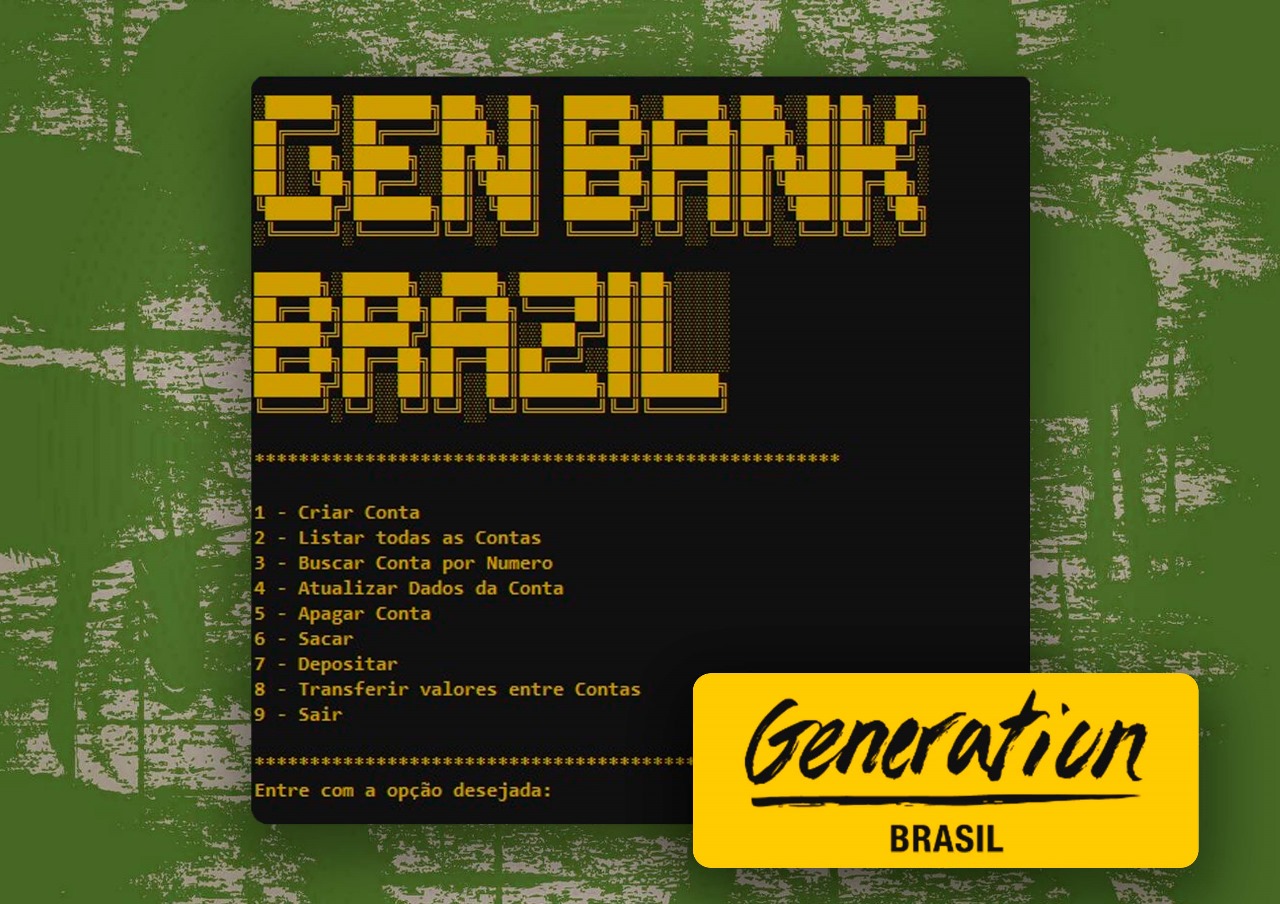 GEN BANK
BRAZIL
*****************************************************
1 - Criar Conta
2 - Listar todas as Contas
3 - Buscar Conta por Numero
4 - Atualizar Dados da Conta
5 - Apagar Conta
6 - Sacar
7 - Depositar
8 - Transferir valores entre Contas
9 - Sair
****************************************
Entre com a opção desejada:
Generation
BRASIL